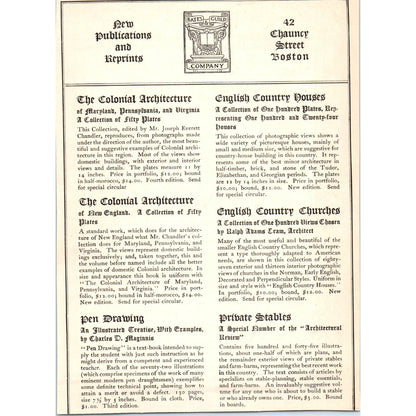 New
Publications
and
Reprints
BATES & GUILD
COMPANY
42
Chauncy
Street
Boston
The Colonial Architecture
of Maryland, Pennsylvania, and Virginia
A Collection of Fifty Plates
This Collection, edited by Mr. Joseph Everett
Chandler, reproduces, from photographs made
under the direction of the author, the most beau-
tiful and suggestive examples of Colonial architec-
ture in this region. Most of the views show
domestic buildings, with exterior and interior
views and details. The plates measure 11 by
14 inches. Price in portfolio, $12.00; bound in
half-morocco, $14.00. Fourth edition. Send
for special circular
The Colonial Architecture
of New England. A Collection of Fifty
Plates
A standard work, which does for the architec-
ture of New England what Mr. Chandler's col-
lection does for Maryland, Pennsylvania, and
Virginia. The views represent domestic build-
ings exclusively; and, taken together, this and
the volume before named include all the better
examples of domestic Colonial architecture. In
size and appearance this book is uniform with
"The Colonial Architecture of Maryland,
Pennsylvania, and Virginia." Price in port-
folio, $12.00; bound in half-morocco, $14.00.
New edition. Send for special circular
Pen Drawing
An Illustrated Treatise, With Examples,
by Charles D. Maginnis
"Pen Drawing" is a text-book intended to sup-
ply the student with just such instruction as he
might derive from a competent and experienced
teacher. Each of the seventy-two illustrations
(which comprise specimens of the work of many
eminent modern pen draughtsmen) exemplifies
some definite technical point, showing how to
attain a merit or avoid a defect. 130 pages,
size 7½ by 5 inches. Bound in cloth. Price,
$1.00. Third edition.
English Country Houses
A Collection of One Hundred Plates, Rep-
resenting One Hundred and Twenty-four
Houses
This collection of photographic views shows a
wide variety of picturesque houses, mainly of
small and medium size, which are suggestive for
country-house building in this country. It rep-
resents some of the best minor architecture in
half-timber, brick, and stone of the Tudor,
Elizabethan, and Georgian periods. The plates
are 11 by 14 inches in size. Price in portfolio,
$10.00; bound, $12.00. New edition. Send
for special circular
English Country Churches
A Collection of One Hundred Views Chosen
by Ralph Adams Cram, Architect
Many of the most useful and beautiful of the
smaller English Country Churches, which repre-
sent a type thoroughly adapted to American
needs, are shown in this collection of eighty-
seven exterior and thirteen interior photographic
views of churches in the Norman, Early English,
Decorated and Perpendicular Styles. Uniform in
size and style with "English Country Houses."
In portfolio, $10.00, bound, $12.00. New
edition. Send for special circular.
Private Stables
A Special Number of the "Architectural
Review"
Contains five hundred and forty-five illustra-
tions, about one-half of which are plans, and
the remainder exterior views of private stables
and farm-barns, representing the best recent work
in this country. The text consists of articles by
specialists on stable-planning, stable essentials,
and farm-barns. An invaluable suggestive vol-
ume for any one who is about to build a stable
or who already owns one. Price, $5.00. Bound
in boards.